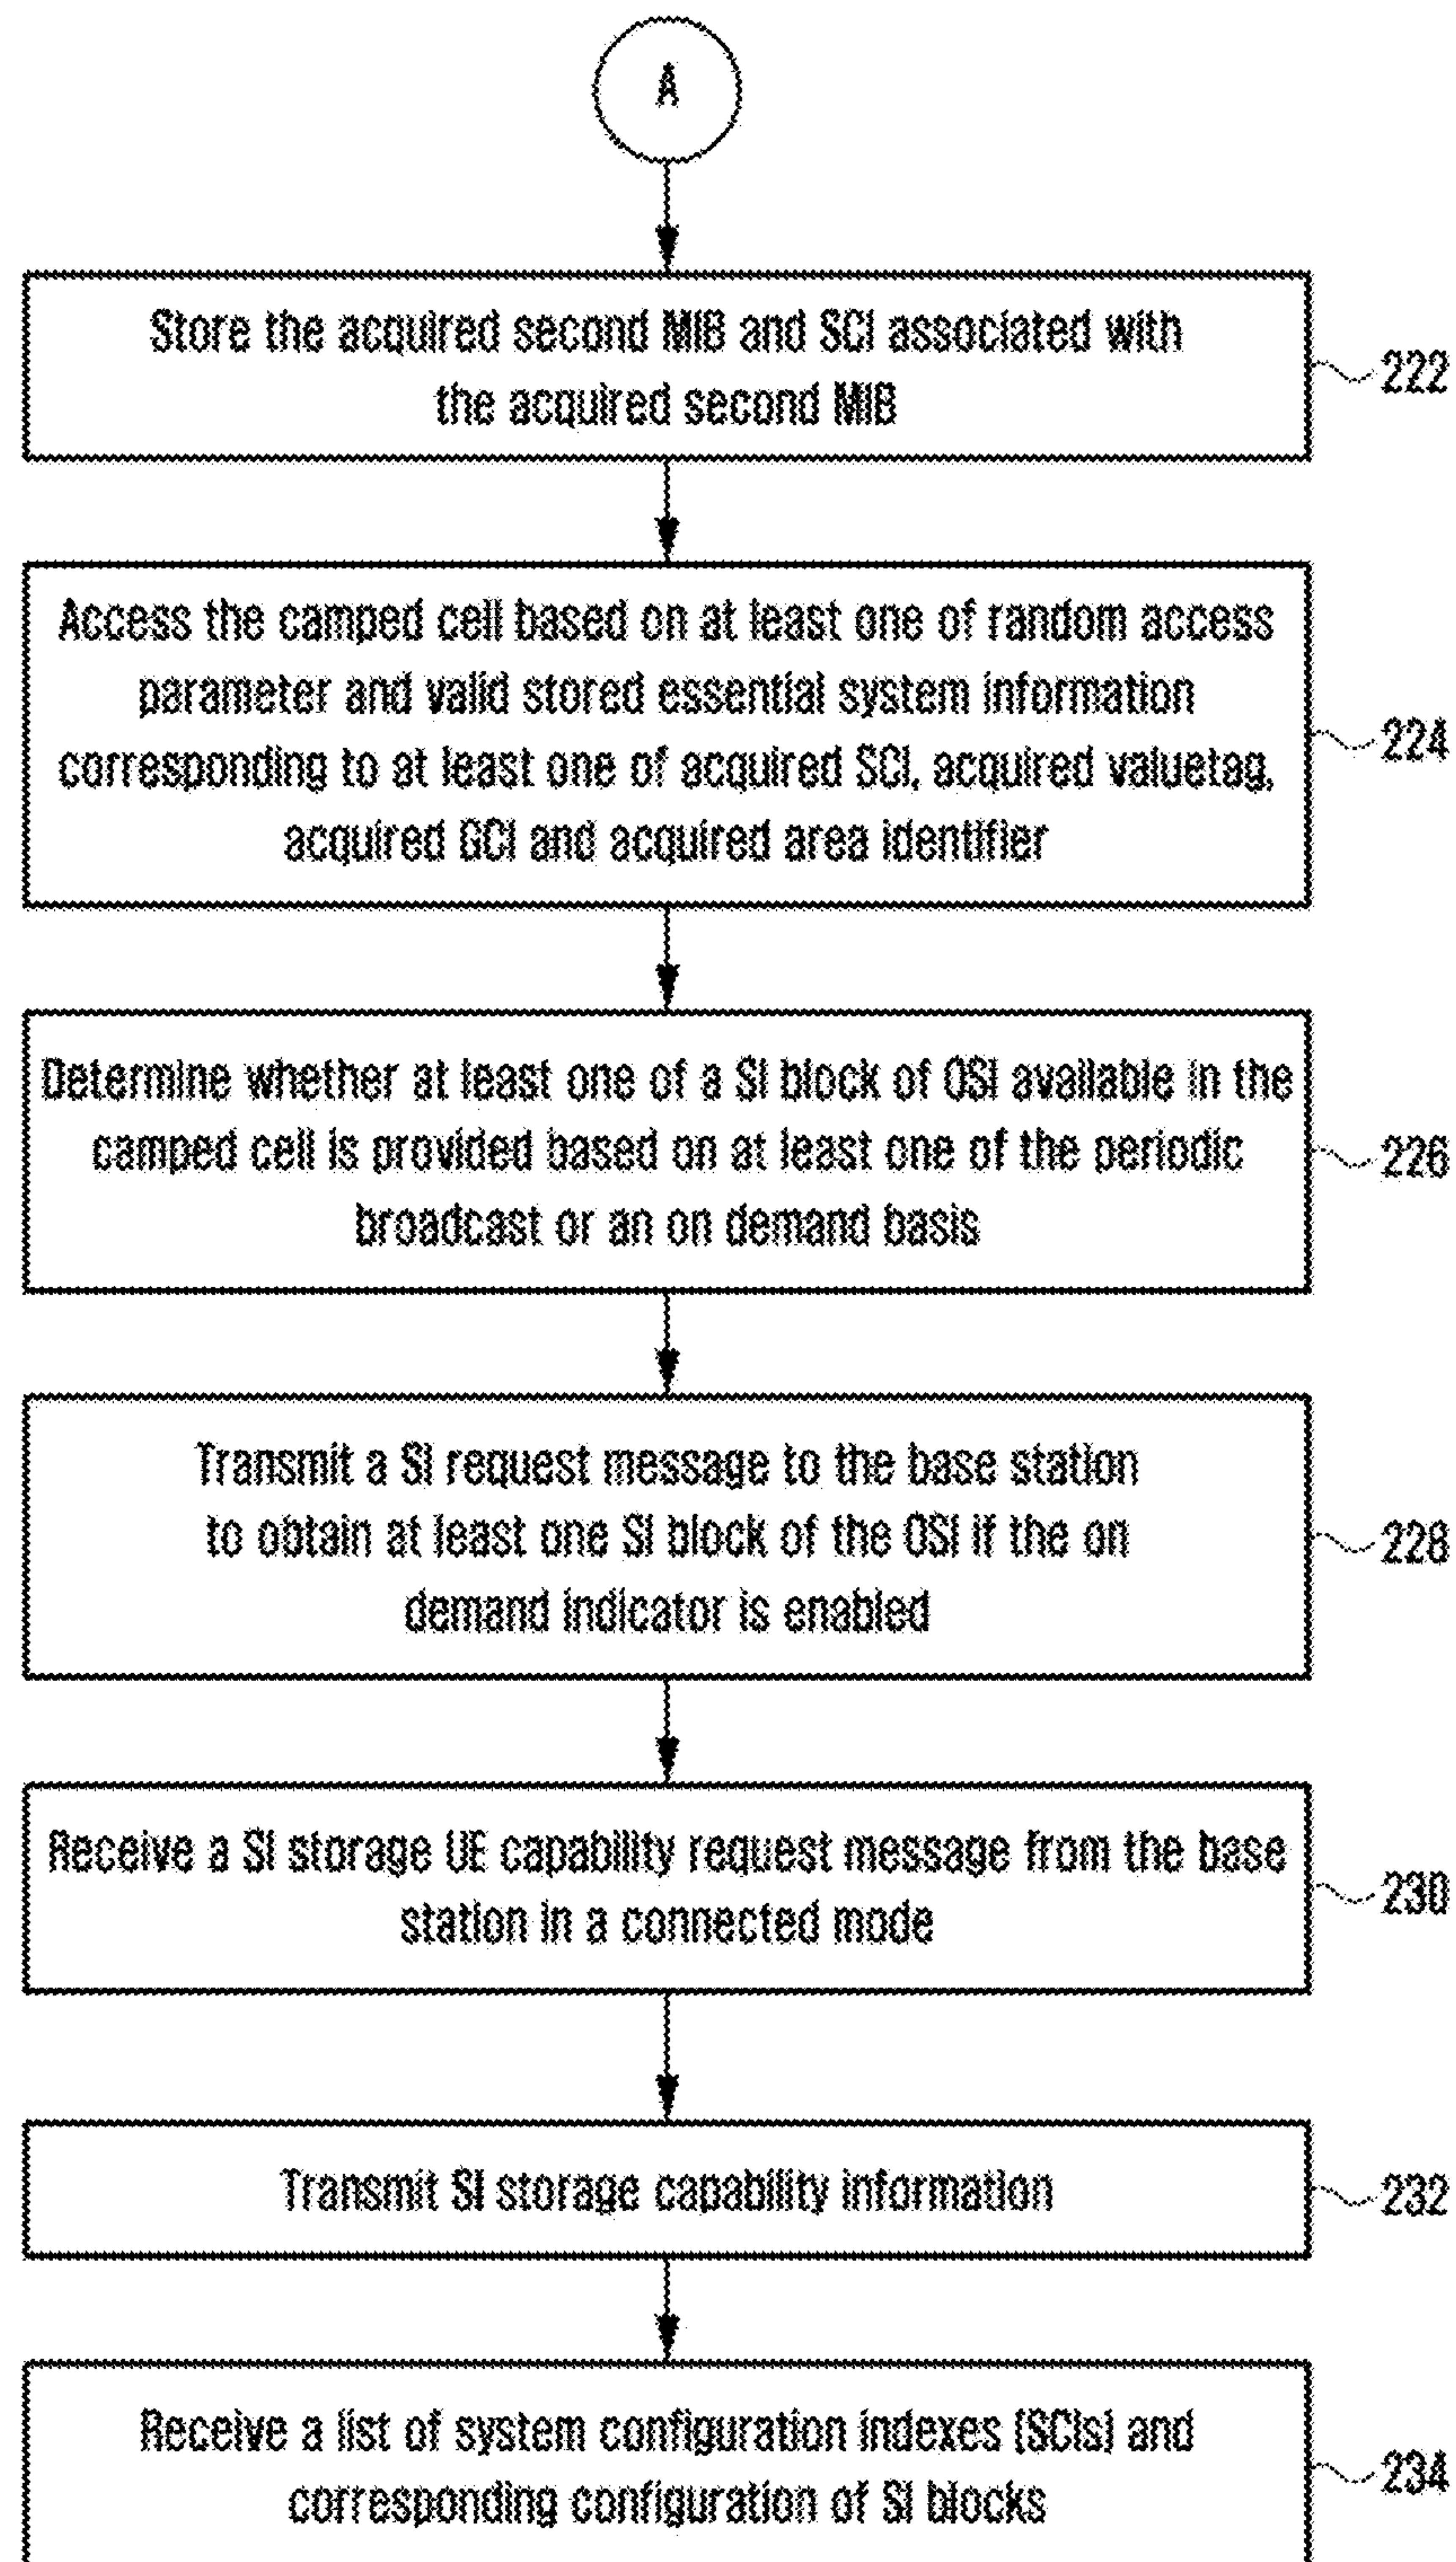 A
Store the acquired second MIB and SCI associated with
the acquired second MIB
222
Access the camped cell based on at least one of random access
parameter and valid stored essential system information
corresponding to at least one of acquired SCI, acquired valuetag,
acquired GCI and acquired area identifier
224
Determine whether at least one of a SI block of OSI available in the
camped cell is provided based on at least one of the periodic
broadcast or an on demand basis
226
Transmit a SI request message to the base station
to obtain at least one SI block of the OSI if the on
demand indicator is enabled
228
Receive a SI storage UE capability request message from the base
station in a connected mode
230
Transmit SI storage capability information
232
Receive a list of system configuration indexes (SCIs) and
corresponding configuration of SI blocks
234